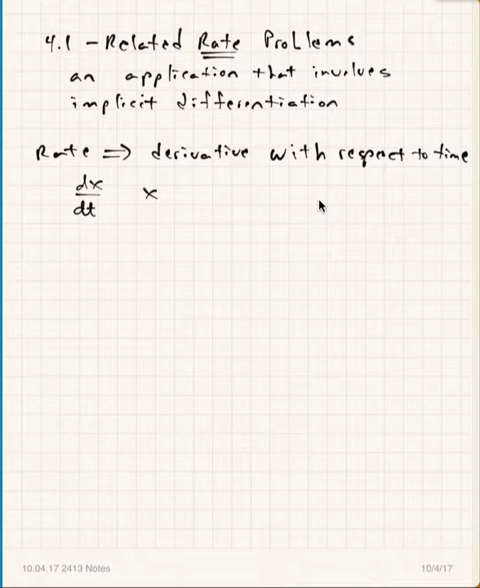 4.1 - Related Rate Problems
an application that involves
implicit differentiation
Rate => derivative with respect to time
dx/dt x
10.04.17 2413 Notes 10/4/17